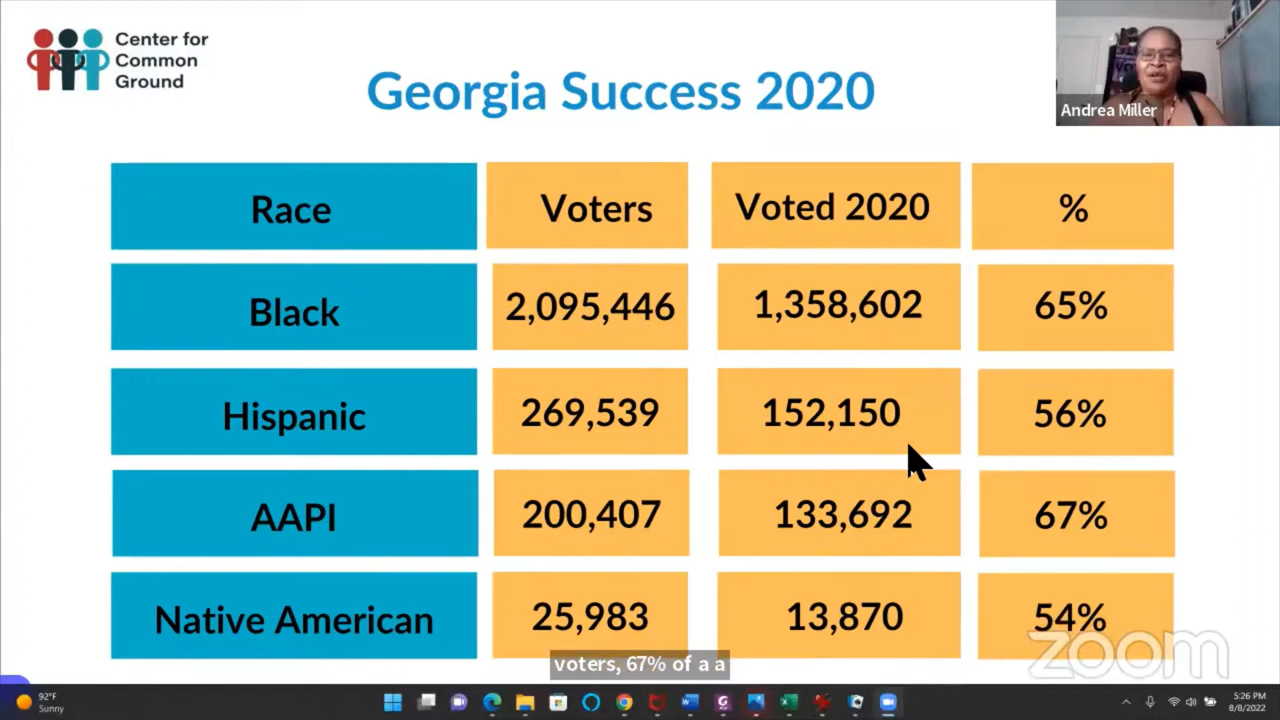 Center for
Common
Ground
Georgia Success 2020
Andrea Miller
Race Voters Voted 2020 %
Black 2,095,446 1,358,602 65%
Hispanic 269,539 152,150 56%
AAPI 200,407 133,692 67%
Native American 25,983 13,870 54%
zoom
voters, 67% of a a
92°F
Sunny
5:26 PM
8/8/2022